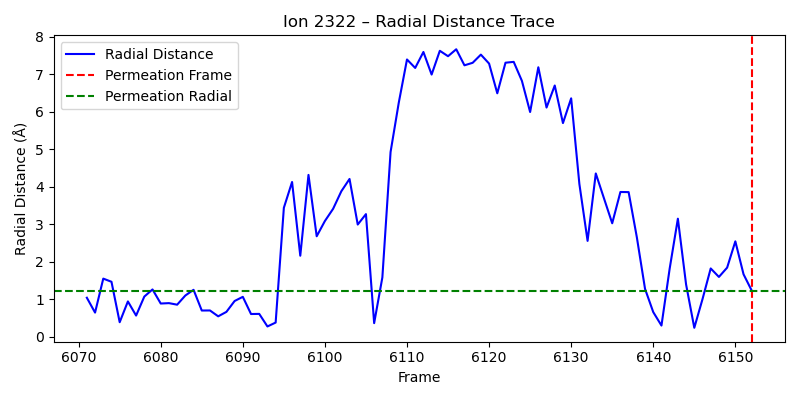 Ion 2322 – Radial Distance Trace
Radial Distance
Permeation Frame
Permeation Radial
Radial Distance (Å)
8
7
6
5
4
3
2
1
0
6070 6080 6090 6100 6110 6120 6130 6140 6150
Frame